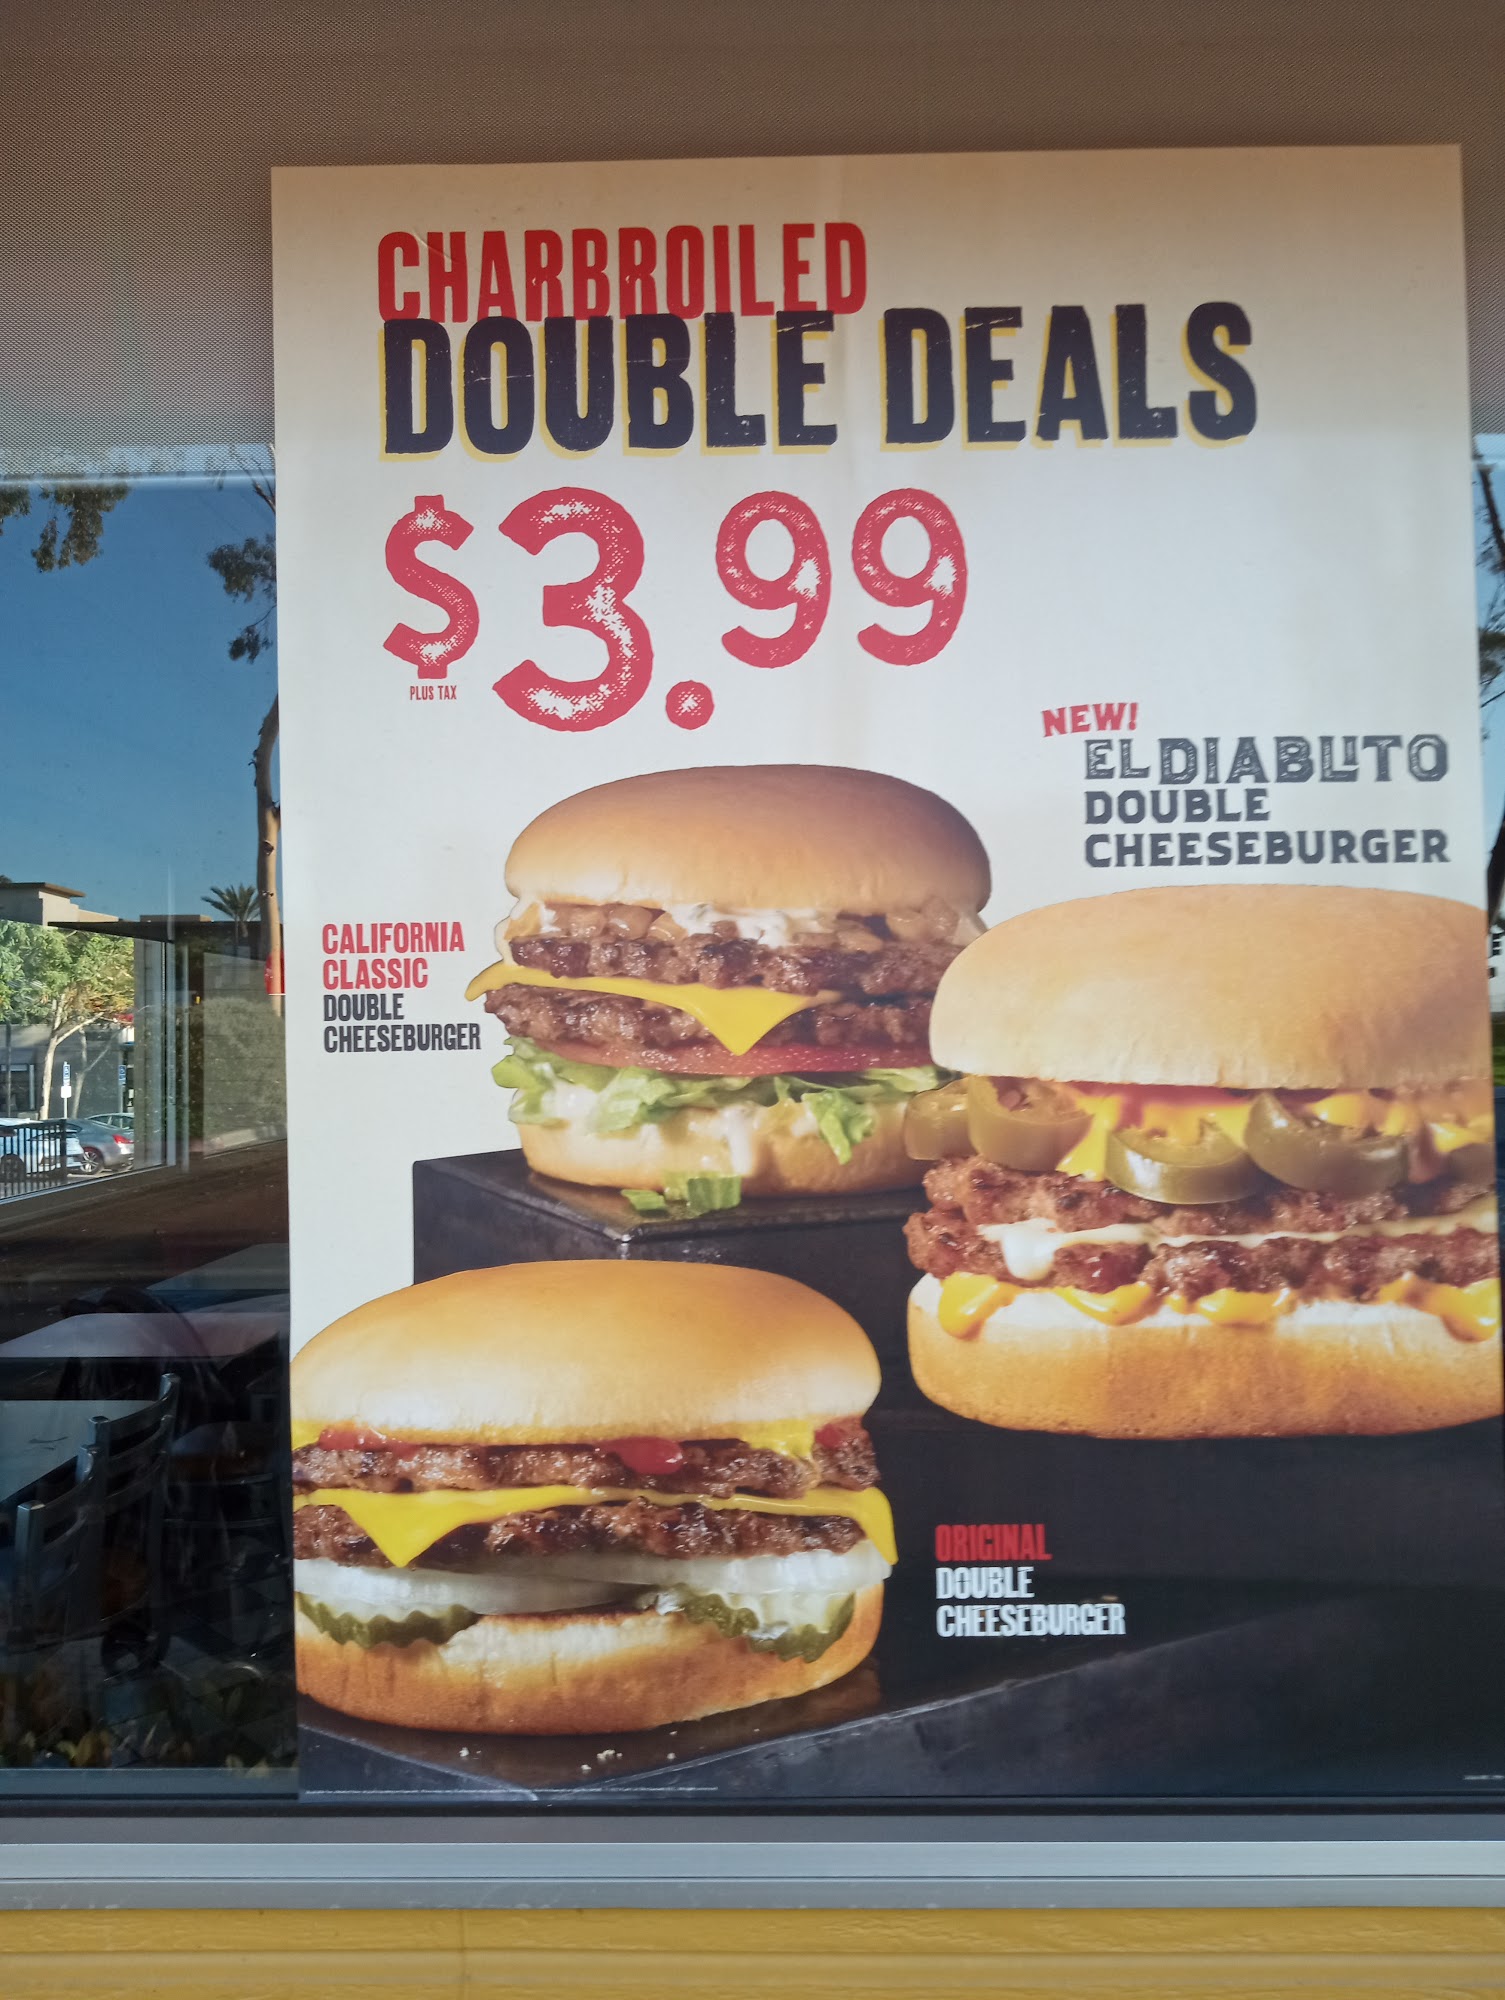 CHARBROILED
DOUBLE DEALS
$3.99
PLUS TAX
NEW!
EL DIABLITO
DOUBLE
CHEESEBURGER
CALIFORNIA
CLASSIC
DOUBLE
CHEESEBURGER
ORIGINAL
DOUBLE
CHEESEBURGER